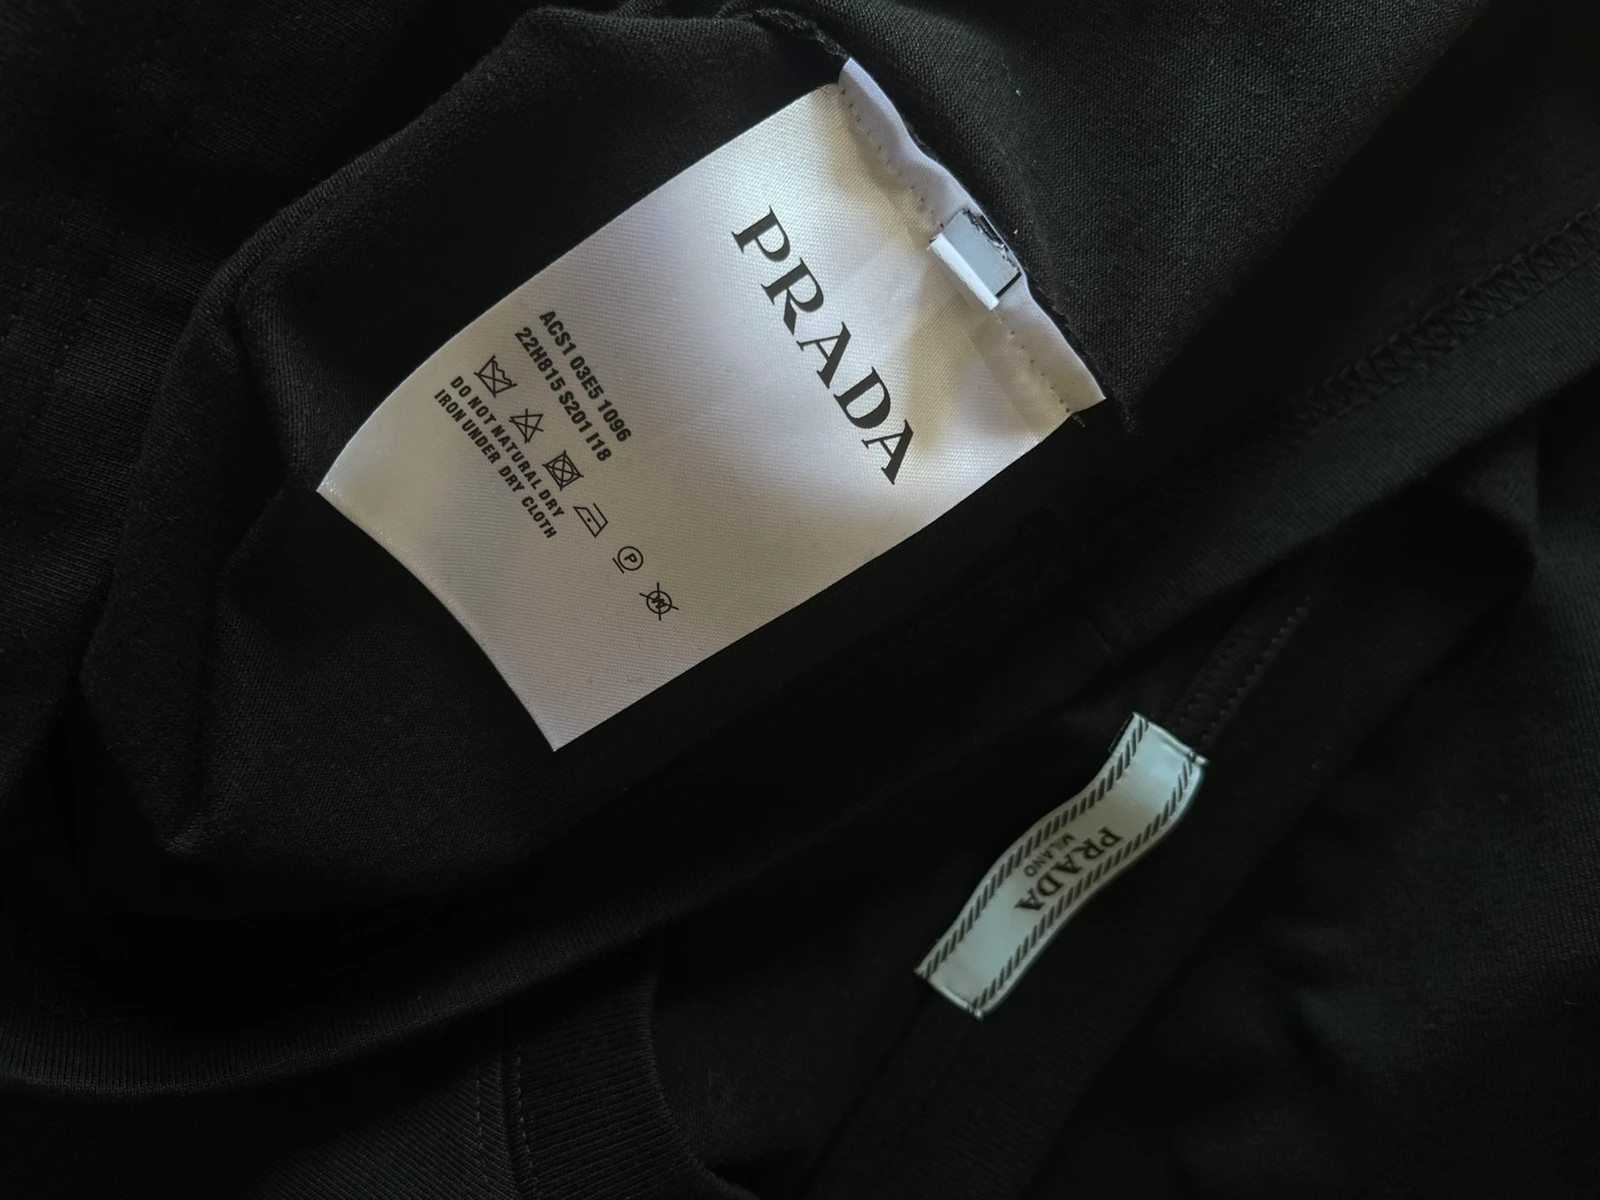 PRADA
ACS1 03E5 1096
22H815 S201 I18
DO NOT NATURAL DRY
IRON UNDER DRY CLOTH
PRADA
MILANO